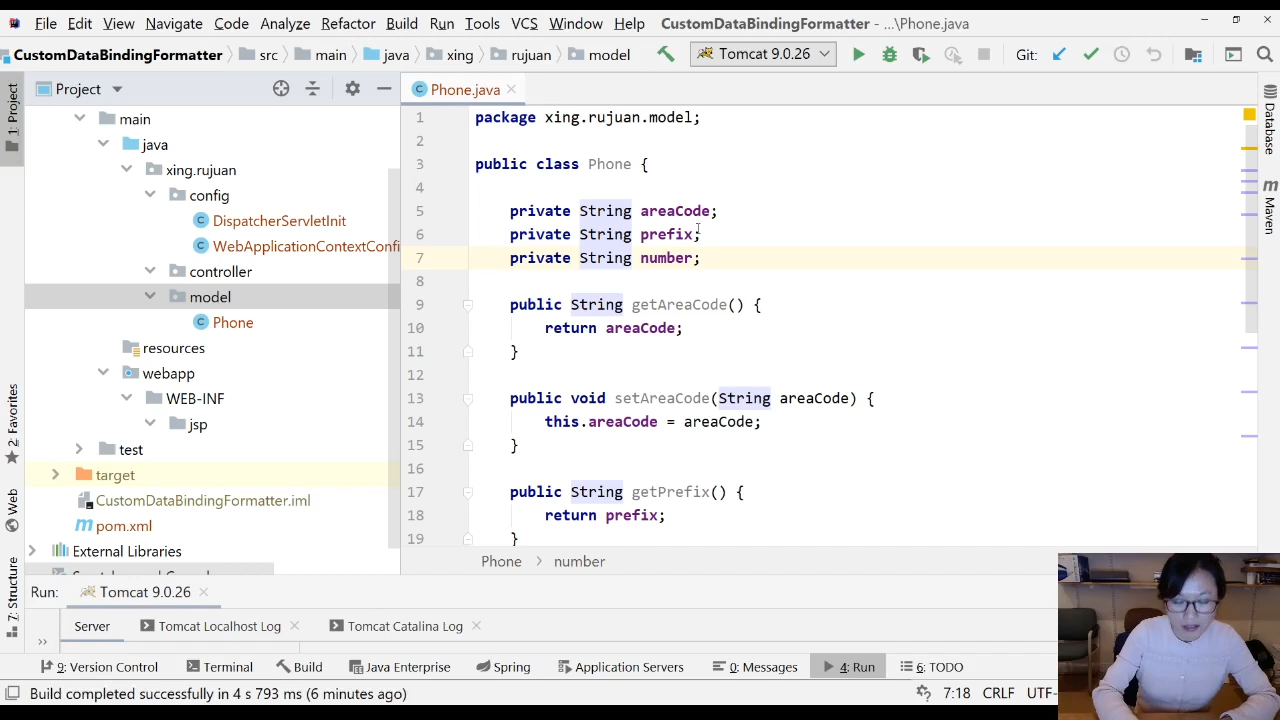 File Edit View Navigate Code Analyze Refactor Build Run Tools VCS Window Help CustomDataBindingFormatter - ...\Phone.java
CustomDataBindingFormatter src main java xing rujuan model Tomcat 9.0.26 Git:
1: Project
Project
Phone.java
main
java
xing.rujuan
config
DispatcherServletInit
WebApplicationContextConfi
controller
model
Phone
resources
webapp
WEB-INF
jsp
test
target
CustomDataBindingFormatter.iml
pom.xml
External Libraries
1 package xing.rujuan.model;
2
3 public class Phone {
4
5 private String areaCode;
6 private String prefix;
7 private String number;
8
9 public String getAreaCode() {
10 return areaCode;
11 }
12
13 public void setAreaCode(String areaCode) {
14 this.areaCode = areaCode;
15 }
16
17 public String getPrefix() {
18 return prefix;
19 }
Phone number
Database
Maven
2: Favorites
Web
7: Structure
Run: Tomcat 9.0.26
Server Tomcat Localhost Log Tomcat Catalina Log
9: Version Control Terminal Build Java Enterprise Spring Application Servers 0: Messages 4: Run 6: TODO
Build completed successfully in 4 s 793 ms (6 minutes ago) 7:18 CRLF UTF-